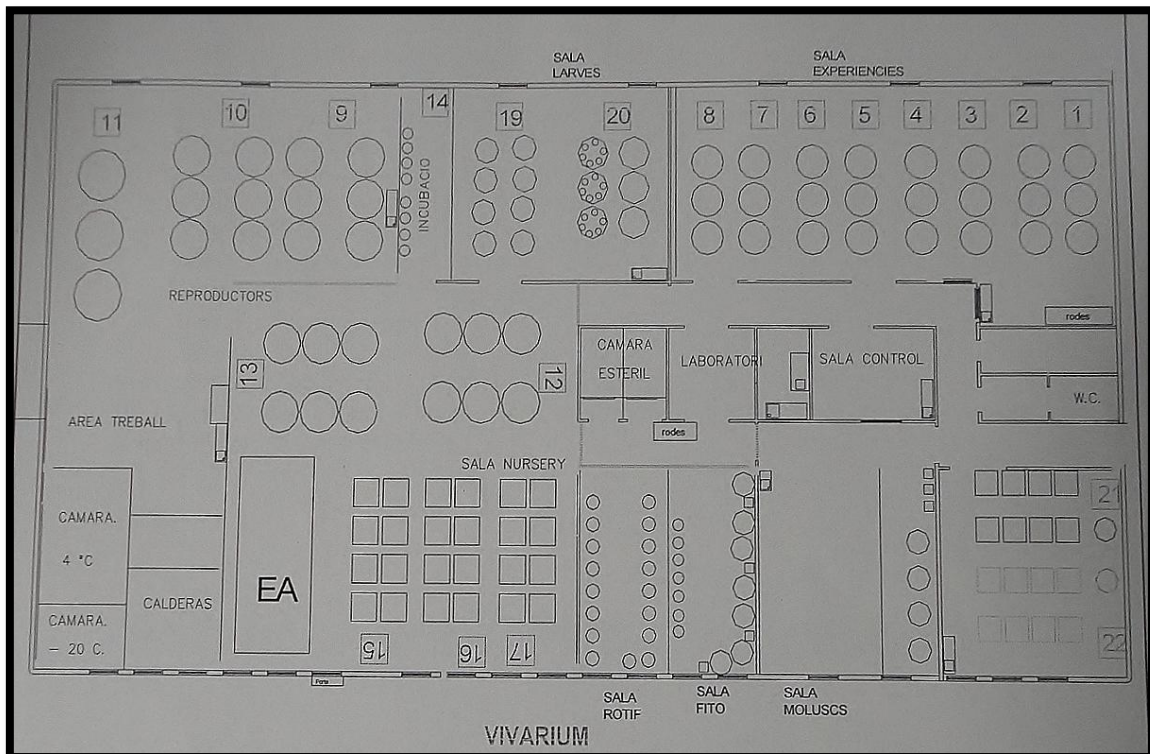 SALA
LARVES
SALA
EXPERIENCIES
11
10
9
14
19
20
8
7
6
5
4
3
2
1
INCUBACIO
REPRODUCTORS
rodes
13
12
CAMARA
ESTERIL
LABORATORI
SALA CONTROL
W.C.
AREA TREBALL
rodes
SALA NURSERY
CAMARA.
4 °C
21
EA
CALDERAS
CAMARA.
- 20 C.
15
16
17
22
Porta
SALA
ROTIF
SALA
FITO
SALA
MOLUSCS
VIVARIUM